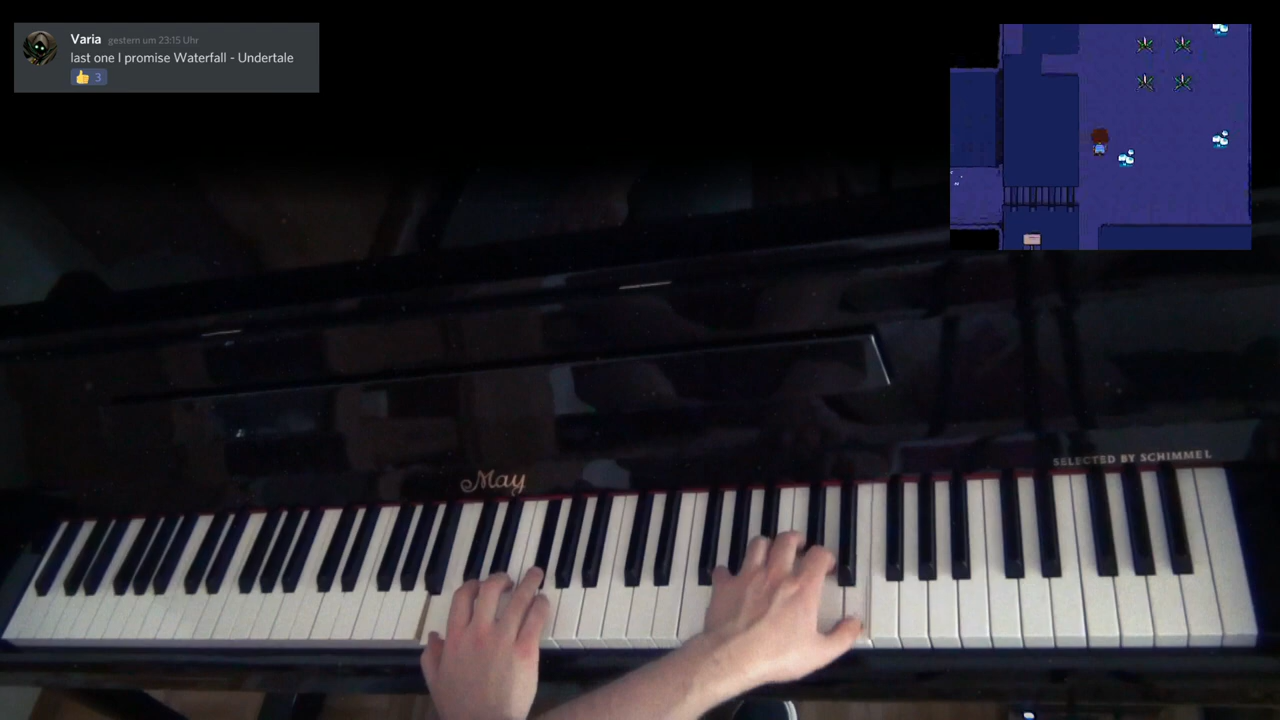 Varia gestern um 23:15 Uhr
last one I promise Waterfall - Undertale
👍 3
May
SELECTED BY SCHIMMEL